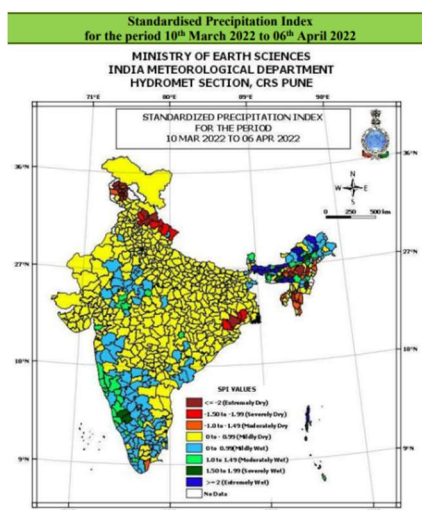 Standardised Precipitation Index
for the period 10th March 2022 to 06th April 2022
MINISTRY OF EARTH SCIENCES
INDIA METEOROLOGICAL DEPARTMENT
HYDROMET SECTION, CRS PUNE
71°E 80°E 89°E 98°E
STANDARDIZED PRECIPITATION INDEX
FOR THE PERIOD
10 MAR 2022 TO 06 APR 2022
36°N 36°N
N
W E
S
0 250 500 km
27°N 27°N
18°N 18°N
9°N 9°N
SPI VALUES
<= -2 (Extremely Dry)
-1.50 to -1.99 (Severely Dry)
-1.0 to -1.49 (Moderately Dry
0 to -0.99 (Mildly Dry)
0 to 0.99(Mildly Wet)
1.0 to 1.49 (Moderately Wet)
1.50 to 1.99 (Severely Wet)
>= 2 (Extremely Wet)
No Data